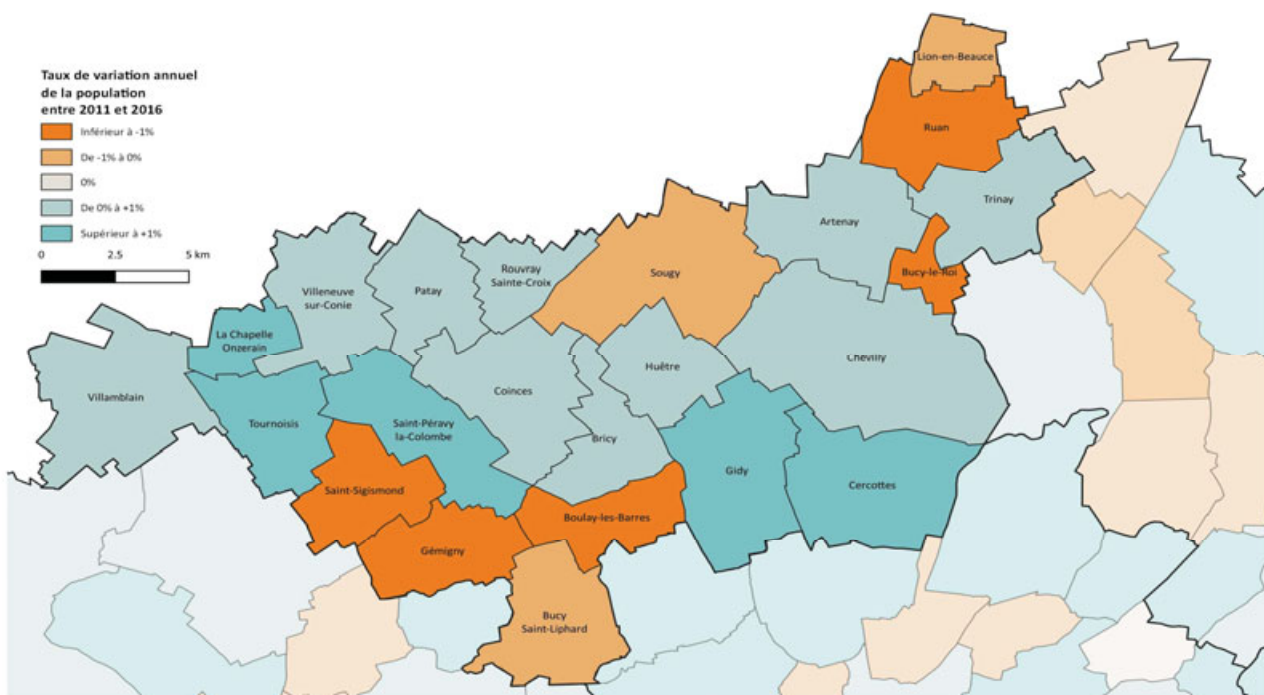 Taux de variation annuel
de la population
entre 2011 et 2016
Inférieur à -1%
De -1% à 0%
0%
De 0% à +1%
Supérieur à +1%
0 2.5 5 km
Lion-en-Beauce
Ruan
Trinay
Artenay
Bucy-le-Roi
Sougy
Rouvray
Sainte-Croix
Patay
Villeneuve
sur-Conie
La Chapelle
Onzerain
Villamblain
Tournoisis
Saint-Péravy
la-Colombe
Coinces
Huêtre
Bricy
Chevilly
Gidy
Cercottes
Saint-Sigismond
Gémigny
Boulay-les-Barres
Bucy
Saint-Liphard